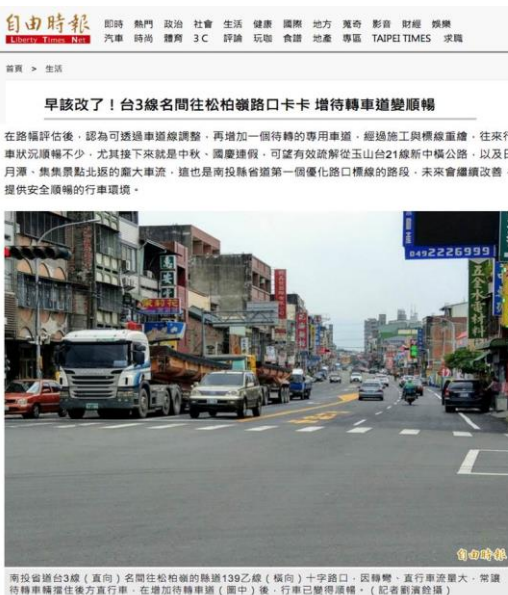 自由時報
Liberty Times Net
即時 熱門 政治 社會 生活 健康 國際 地方 蒐奇 影音 財經 娛樂
汽車 時尚 體育 3C 評論 玩咖 食譜 地產 專區 TAIPEI TIMES 求職
首頁 > 生活
早該改了！台3線名間往松柏嶺路口卡卡 增待轉車道變順暢
在路幅評估後，認為可透過車道線調整，再增加一個待轉的專用車道，經過施工與標線重繪，往來行
車狀況順暢不少，尤其接下來就是中秋、國慶連假，可望有效疏解從玉山台21線新中橫公路，以及日
月潭、集集景點北返的龐大車流，這也是南投縣省道第一個優化路口標線的路段，未來會繼續改善，
提供安全順暢的行車環境。
0492226999
五金水電材料
茉莉花
自由時報
南投省道台3線（直向）名間往松柏嶺的縣道139乙線（橫向）十字路口，因轉彎、直行車流量大，常讓
待轉車輛擋住後方直行車，在增加待轉車道（圖中）後，行車已變得順暢。（記者劉濱銓攝）